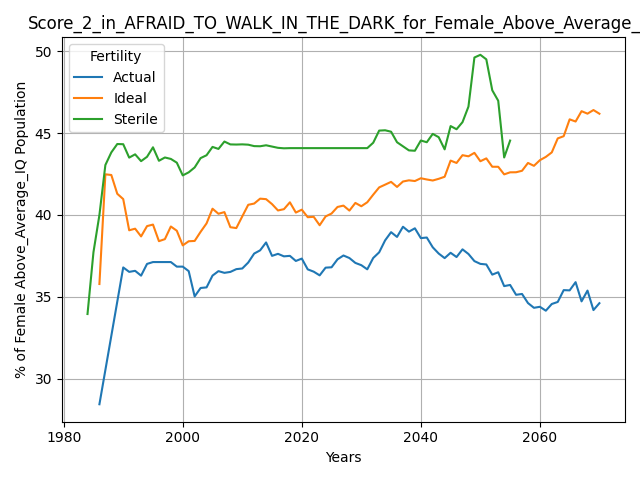 Score_2_in_AFRAID_TO_WALK_IN_THE_DARK_for_Female_Above_Average_
Fertility
Actual
Ideal
Sterile
% of Female Above_Average_IQ Population
50
45
40
35
30
1980
2000
2020
2040
2060
Years